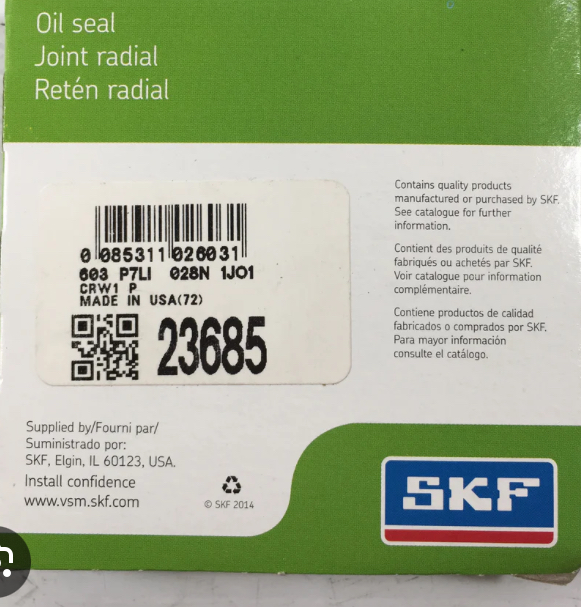 Oil seal
Joint radial
Retén radial
0 085311 026031
603 P7LI 028N 1J01
CRW1 P
MADE IN USA(72)
23685
Contains quality products
manufactured or purchased by SKF.
See catalogue for further
information.
Contient des produits de qualité
fabriqués ou achetés par SKF.
Voir catalogue pour information
complémentaire.
Contiene productos de calidad
fabricados o comprados por SKF.
Para mayor información
consulte el catálogo.
Supplied by/Fourni par/
Suministrado por:
SKF, Elgin, IL 60123, USA.
Install confidence
www.vsm.skf.com
© SKF 2014
SKF